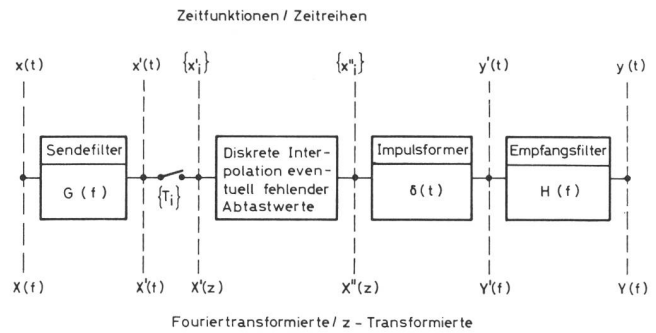 Zeitfunktionen / Zeitreihen
x(t) x'(t) {x'i} {x''i} y'(t) y(t)
Sendefilter
G (f)
{Ti}
Diskrete Inter-
polation even-
tuell fehlender
Abtastwerte
Impulsformer
δ(t)
Empfangsfilter
H (f)
X(f) X'(f) X'(z) X''(z) Y'(f) Y(f)
Fouriertransformierte / z - Transformierte